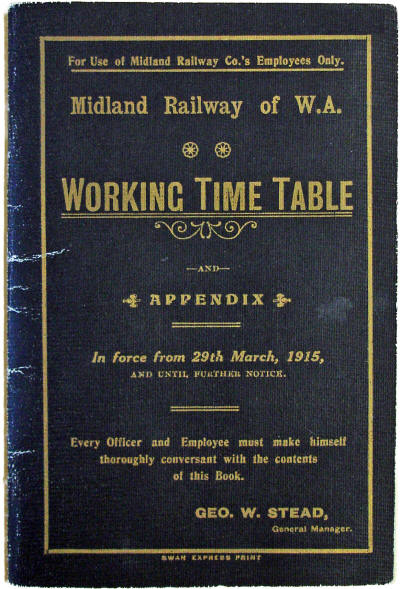 For Use of Midland Railway Co.'s Employees Only.
Midland Railway of W.A.
WORKING TIME TABLE
—AND—
APPENDIX
In force from 29th March, 1915,
AND UNTIL FURTHER NOTICE.
Every Officer and Employee must make himself
thoroughly conversant with the contents
of this Book.
GEO. W. STEAD,
General Manager.
SWAN EXPRESS PRINT